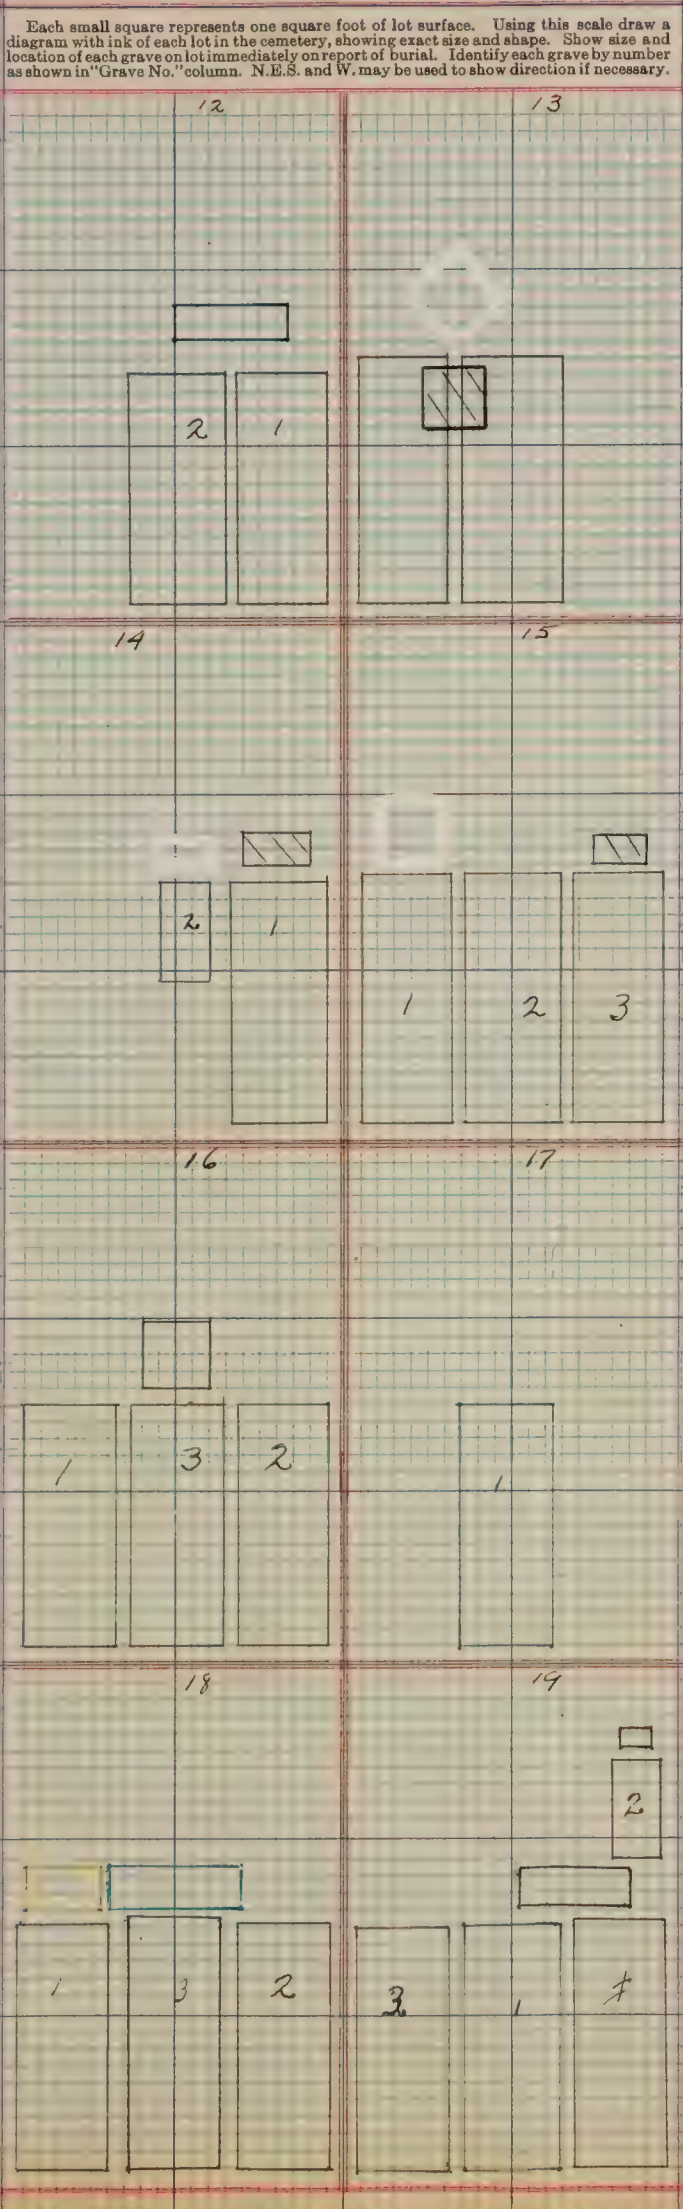 Each small square represents one square foot of lot surface. Using this scale draw a
diagram with ink of each lot in the cemetery, showing exact size and shape. Show size and
location of each grave on lot immediately on report of burial. Identify each grave by number
as shown in "Grave No." column. N.E.S. and W. may be used to show direction if necessary.
12 13
2 1
14 15
2 1
1 2 3
16 17
1 3 2
1
18 19
2
1 3 2
3 1